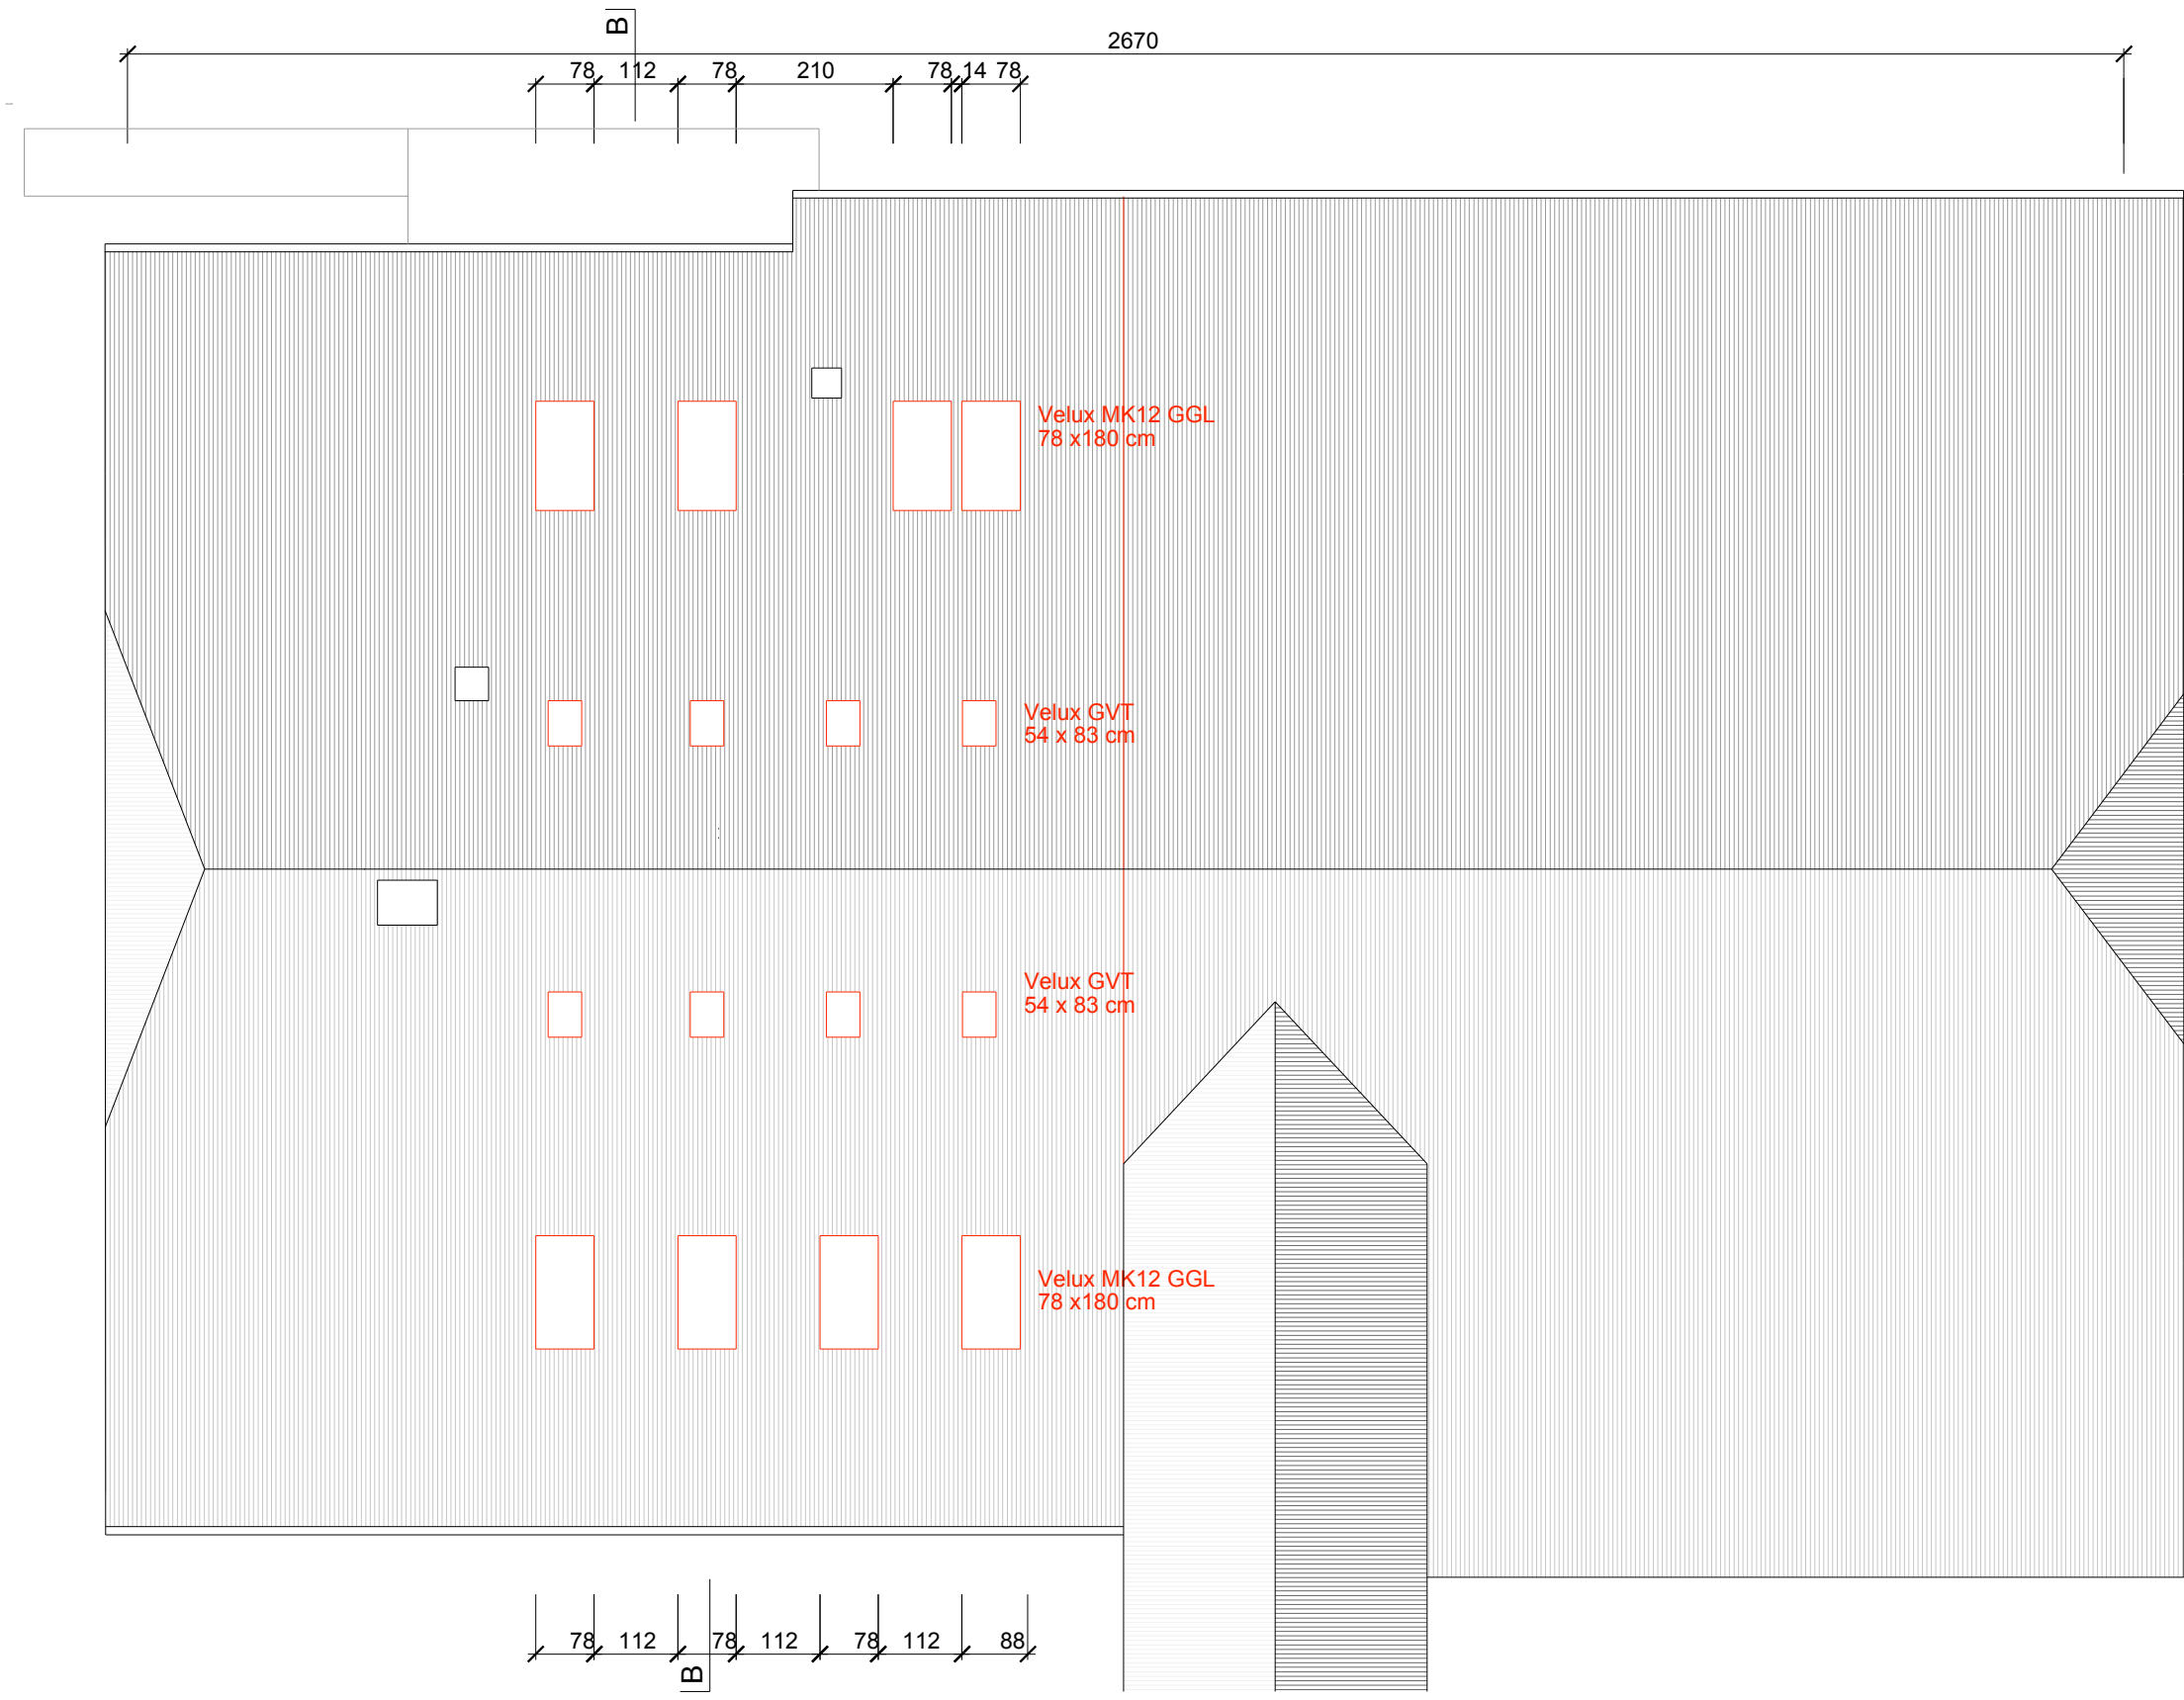 B
2670
78 112 78 210 78 14 78
Velux MK12 GGL
78 x180 cm
Velux GVT
54 x 83 cm
Velux GVT
54 x 83 cm
Velux MK12 GGL
78 x180 cm
78 112 78 112 78 112 88
B